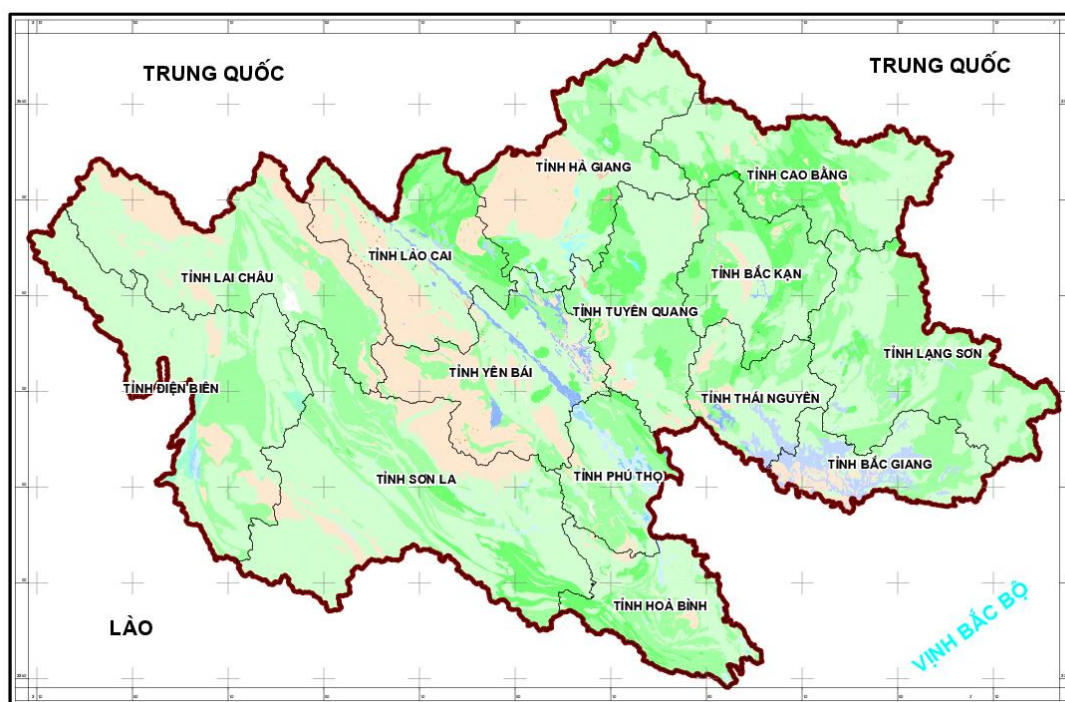 TRUNG QUỐC
TRUNG QUỐC
TỈNH HÀ GIANG
TỈNH CAO BẰNG
TỈNH LÀO CAI
TỈNH LAI CHÂU
TỈNH BẮC KẠN
TỈNH TUYÊN QUANG
TỈNH LẠNG SƠN
TỈNH YÊN BÁI
TỈNH ĐIỆN BIÊN
TỈNH THÁI NGUYÊN
TỈNH BẮC GIANG
TỈNH SƠN LA
TỈNH PHÚ THỌ
TỈNH HOÀ BÌNH
LÀO
VỊNH BẮC BỘ